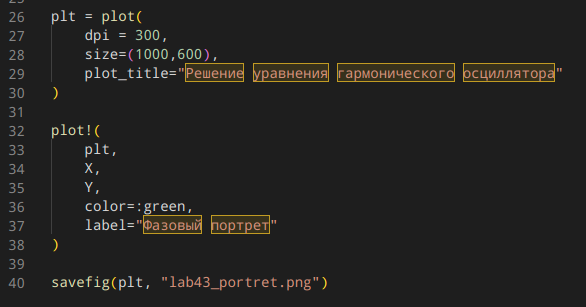 25
26 plt = plot(
27     dpi = 300,
28     size=(1000,600),
29     plot_title="Решение уравнения гармонического осциллятора"
30 )
31
32 plot!(
33     plt,
34     X,
35     Y,
36     color=:green,
37     label="Фазовый портрет"
38 )
39
40 savefig(plt, "lab43_portret.png")